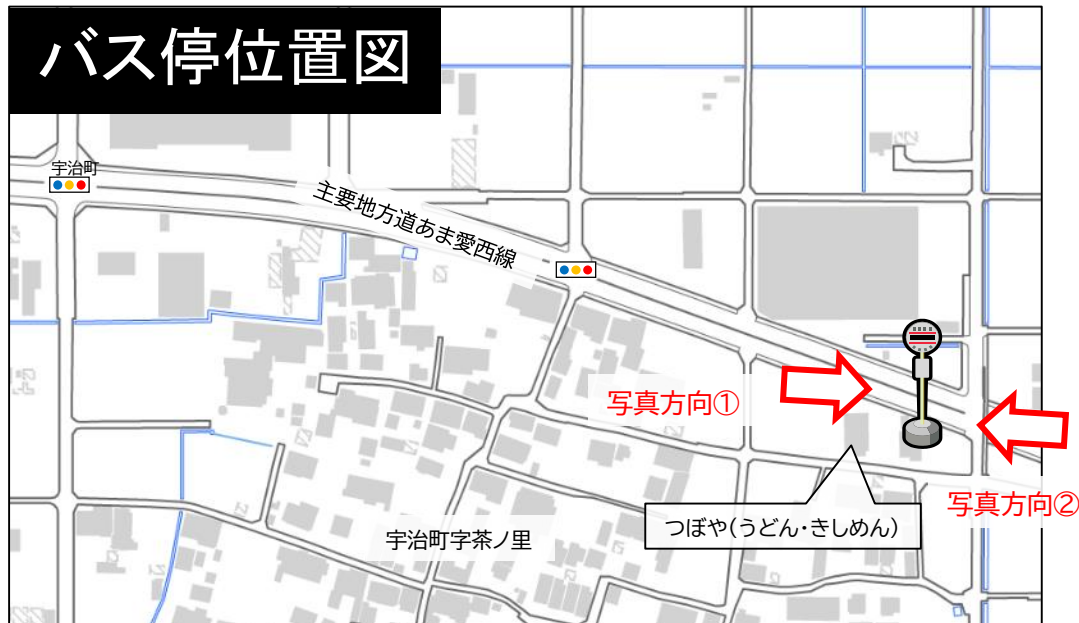 バス停位置図
宇治町
主要地方道あま愛西線
写真方向①
写真方向②
つぼや(うどん・きしめん)
宇治町字茶ノ里